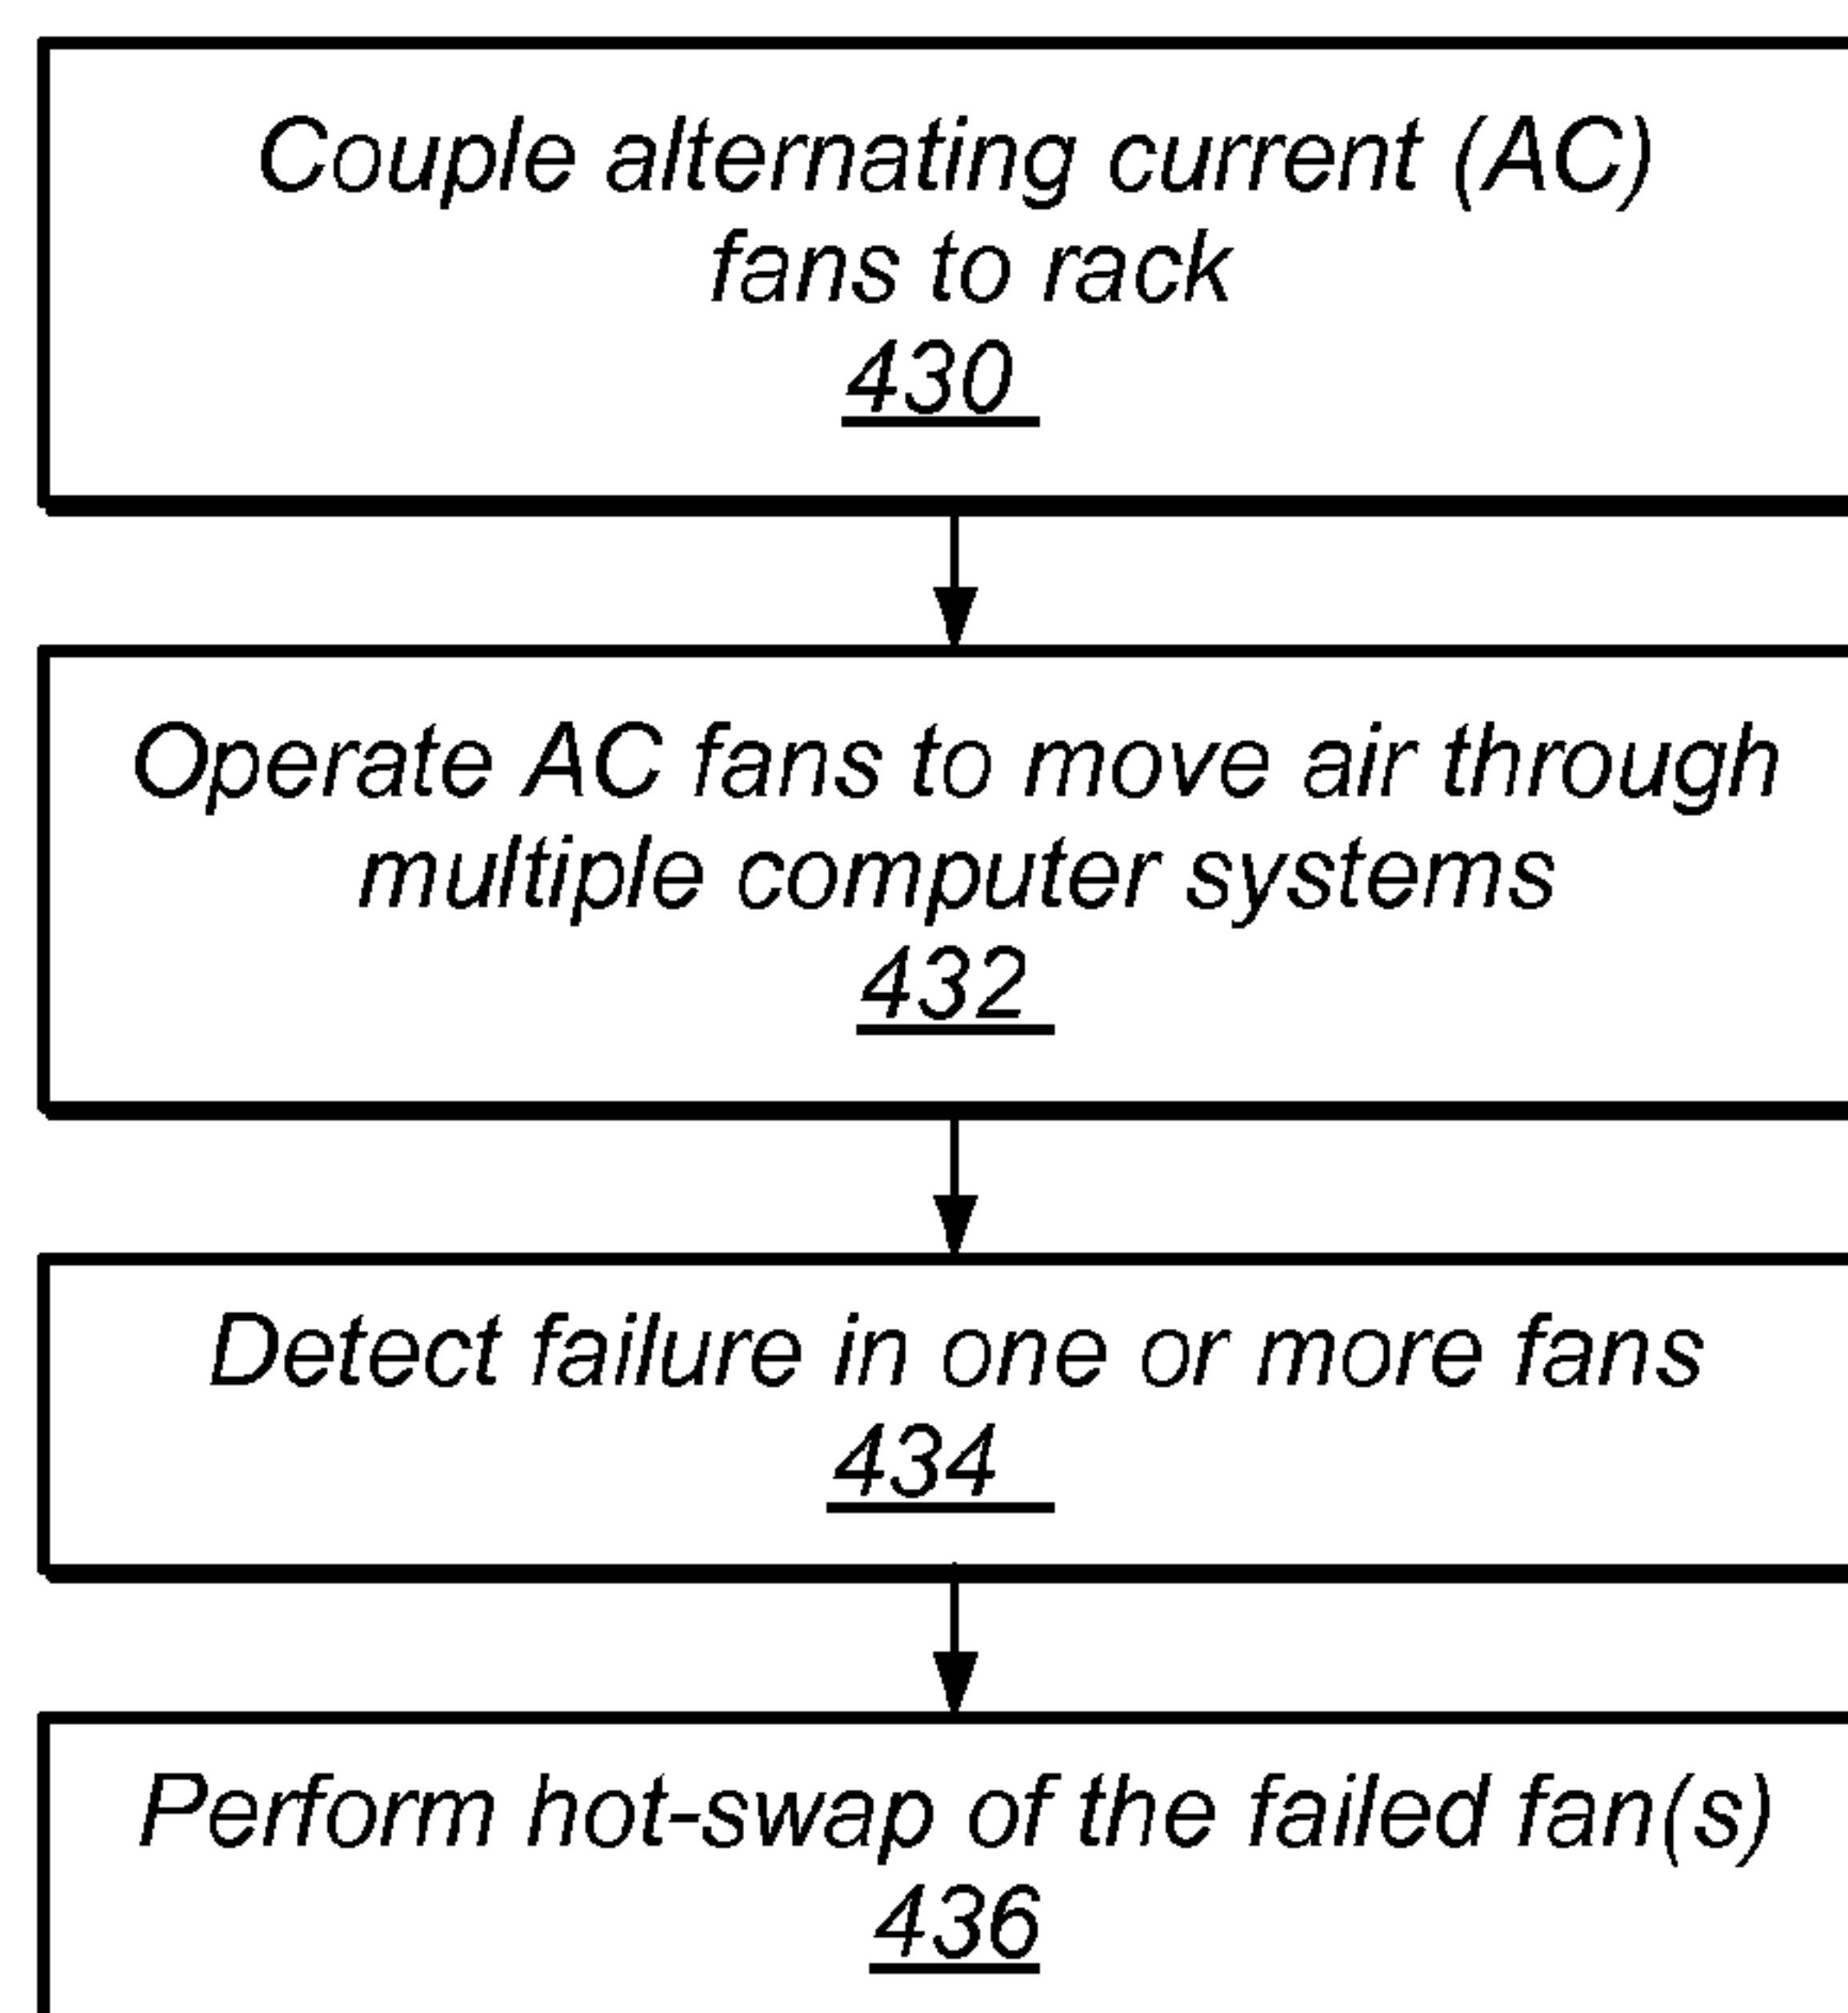 Couple alternating current (AC)
fans to rack
430
Operate AC fans to move air through
multiple computer systems
432
Detect failure in one or more fans
434
Perform hot-swap of the failed fan(s)
436